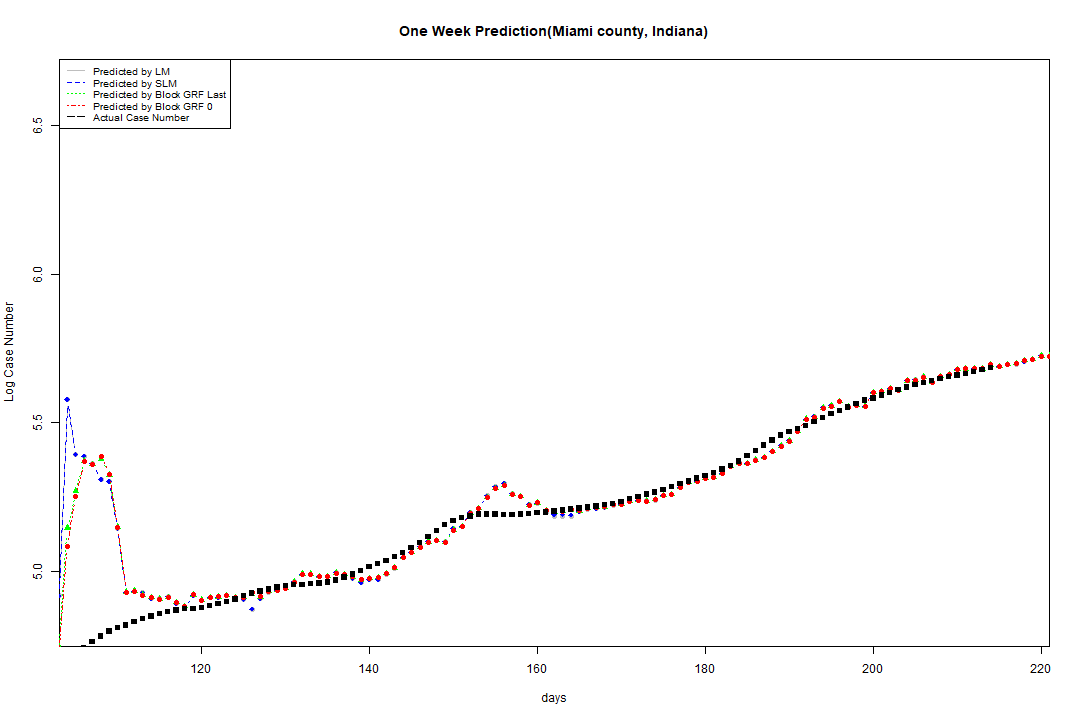 One Week Prediction(Miami county, Indiana)
Predicted by LM
Predicted by SLM
Predicted by Block GRF Last
Predicted by Block GRF 0
Actual Case Number
6.5
6.0
5.5
5.0
Log Case Number
120 140 160 180 200 220
days